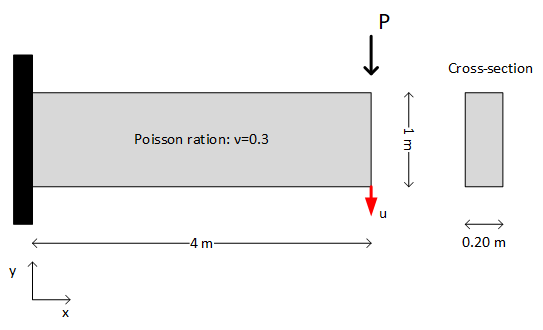 P
Cross-section
Poisson ration: v=0.3
1 m
u
4 m
0.20 m
y
x